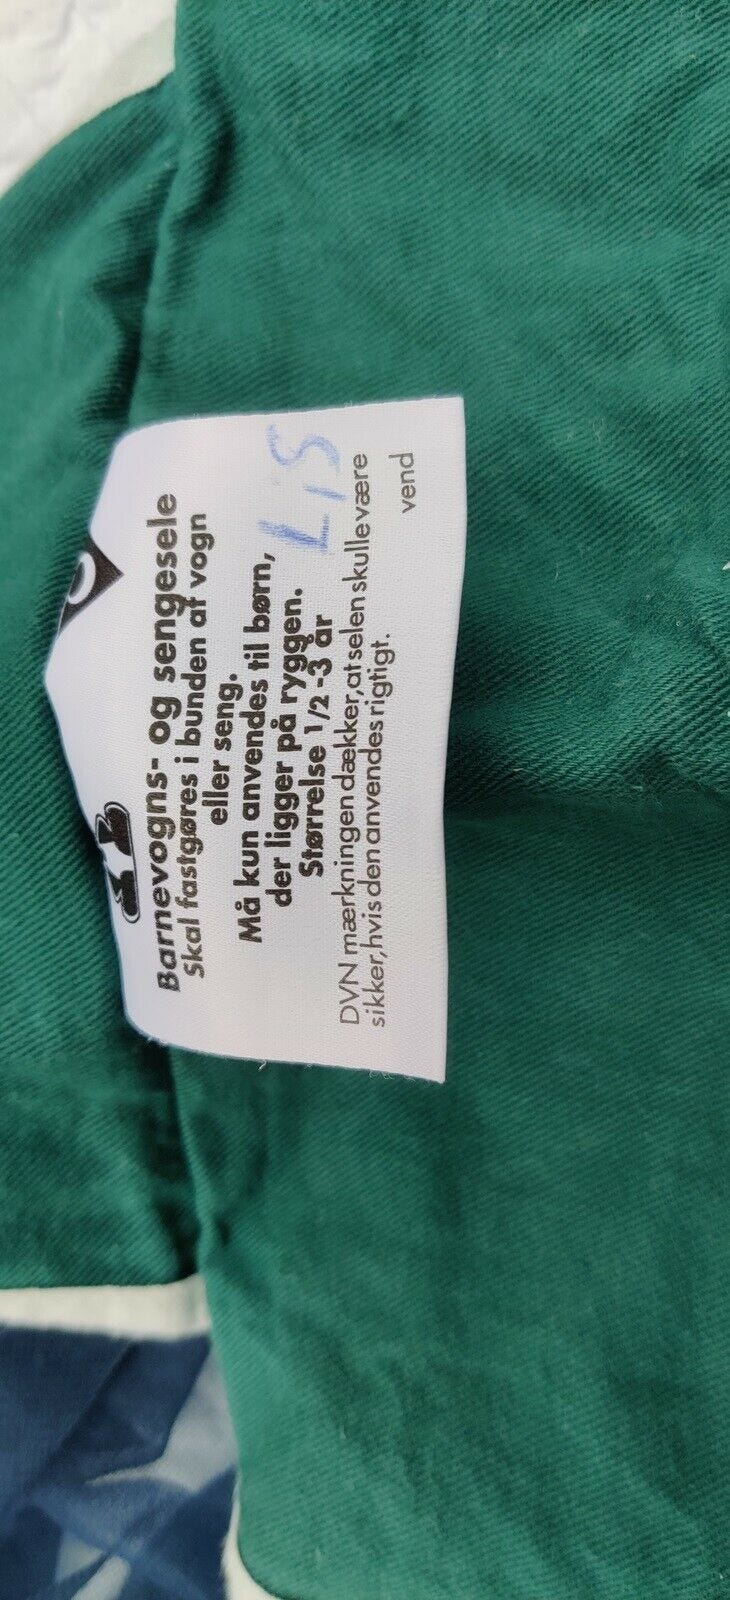 Barnevogns- og sengesele
Skal fastgøres i bunden af vogn
eller seng.
Må kun anvendes til børn,
der ligger på ryggen.
Størrelse 1/2-3 år
DVN mærkningen dækker, at selen skulle være
sikker, hvis den anvendes rigtigt.
vend